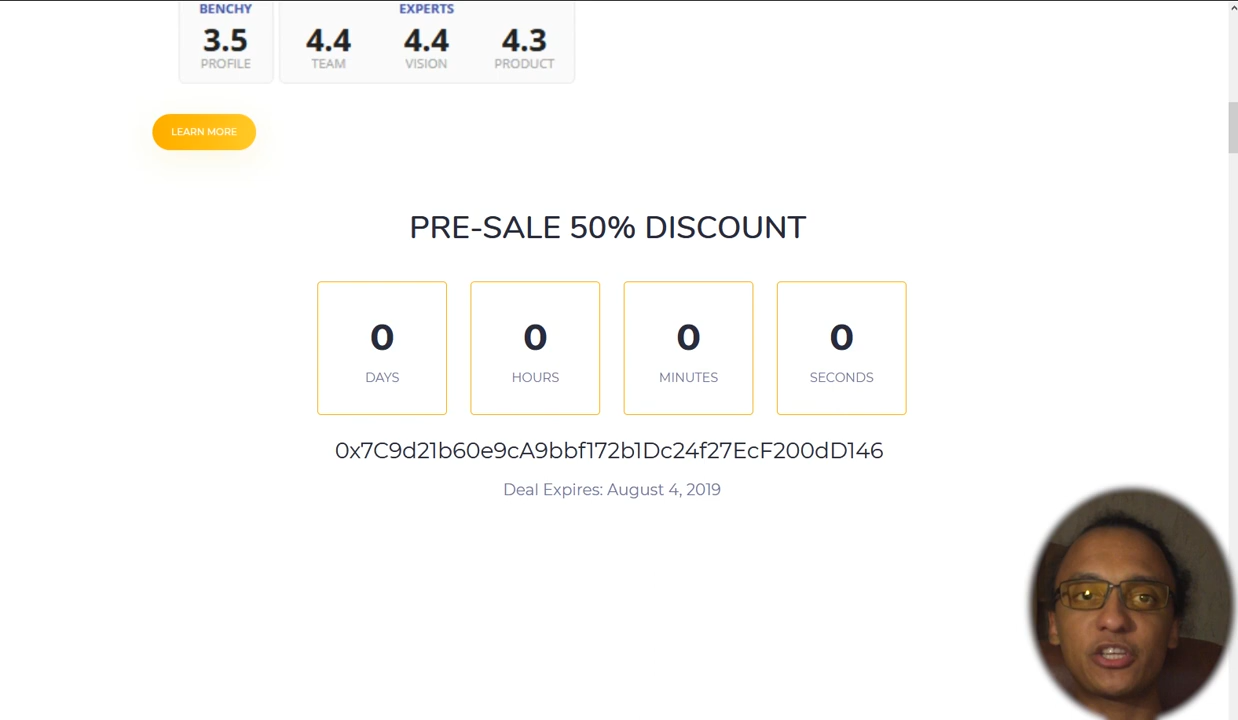 BENCHY EXPERTS
3.5 4.4 4.4 4.3
PROFILE TEAM VISION PRODUCT
LEARN MORE
PRE-SALE 50% DISCOUNT
0 0 0 0
DAYS HOURS MINUTES SECONDS
0x7C9d21b60e9cA9bbf172b1Dc24f27EcF200dD146
Deal Expires: August 4, 2019